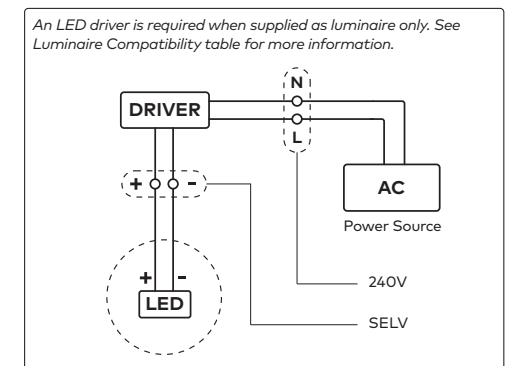 An LED driver is required when supplied as luminaire only. See
Luminaire Compatibility table for more information.
N
DRIVER
L
+ -
AC
Power Source
+ -
LED
240V
SELV